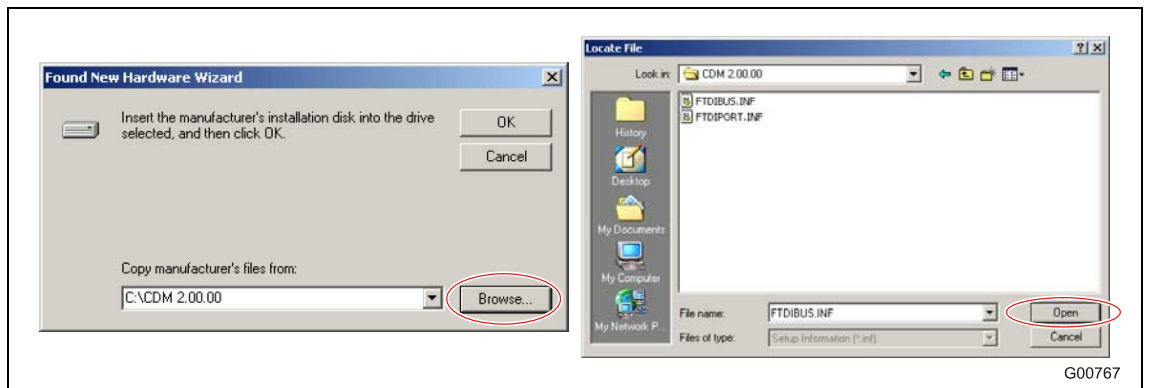 Found New Hardware Wizard
Insert the manufacturer's installation disk into the drive
selected, and then click OK.
OK
Cancel
Copy manufacturer's files from:
C:\CDM 2.00.00
Browse...
Locate File
Look in:
CDM 2.00.00
FTDIBUS.INF
FTDIPORT.INF
History
Desktop
My Documents
My Computer
My Network P...
File name:
FTDIBUS.INF
Open
Files of type:
Setup Information (*.inf)
Cancel
G00767